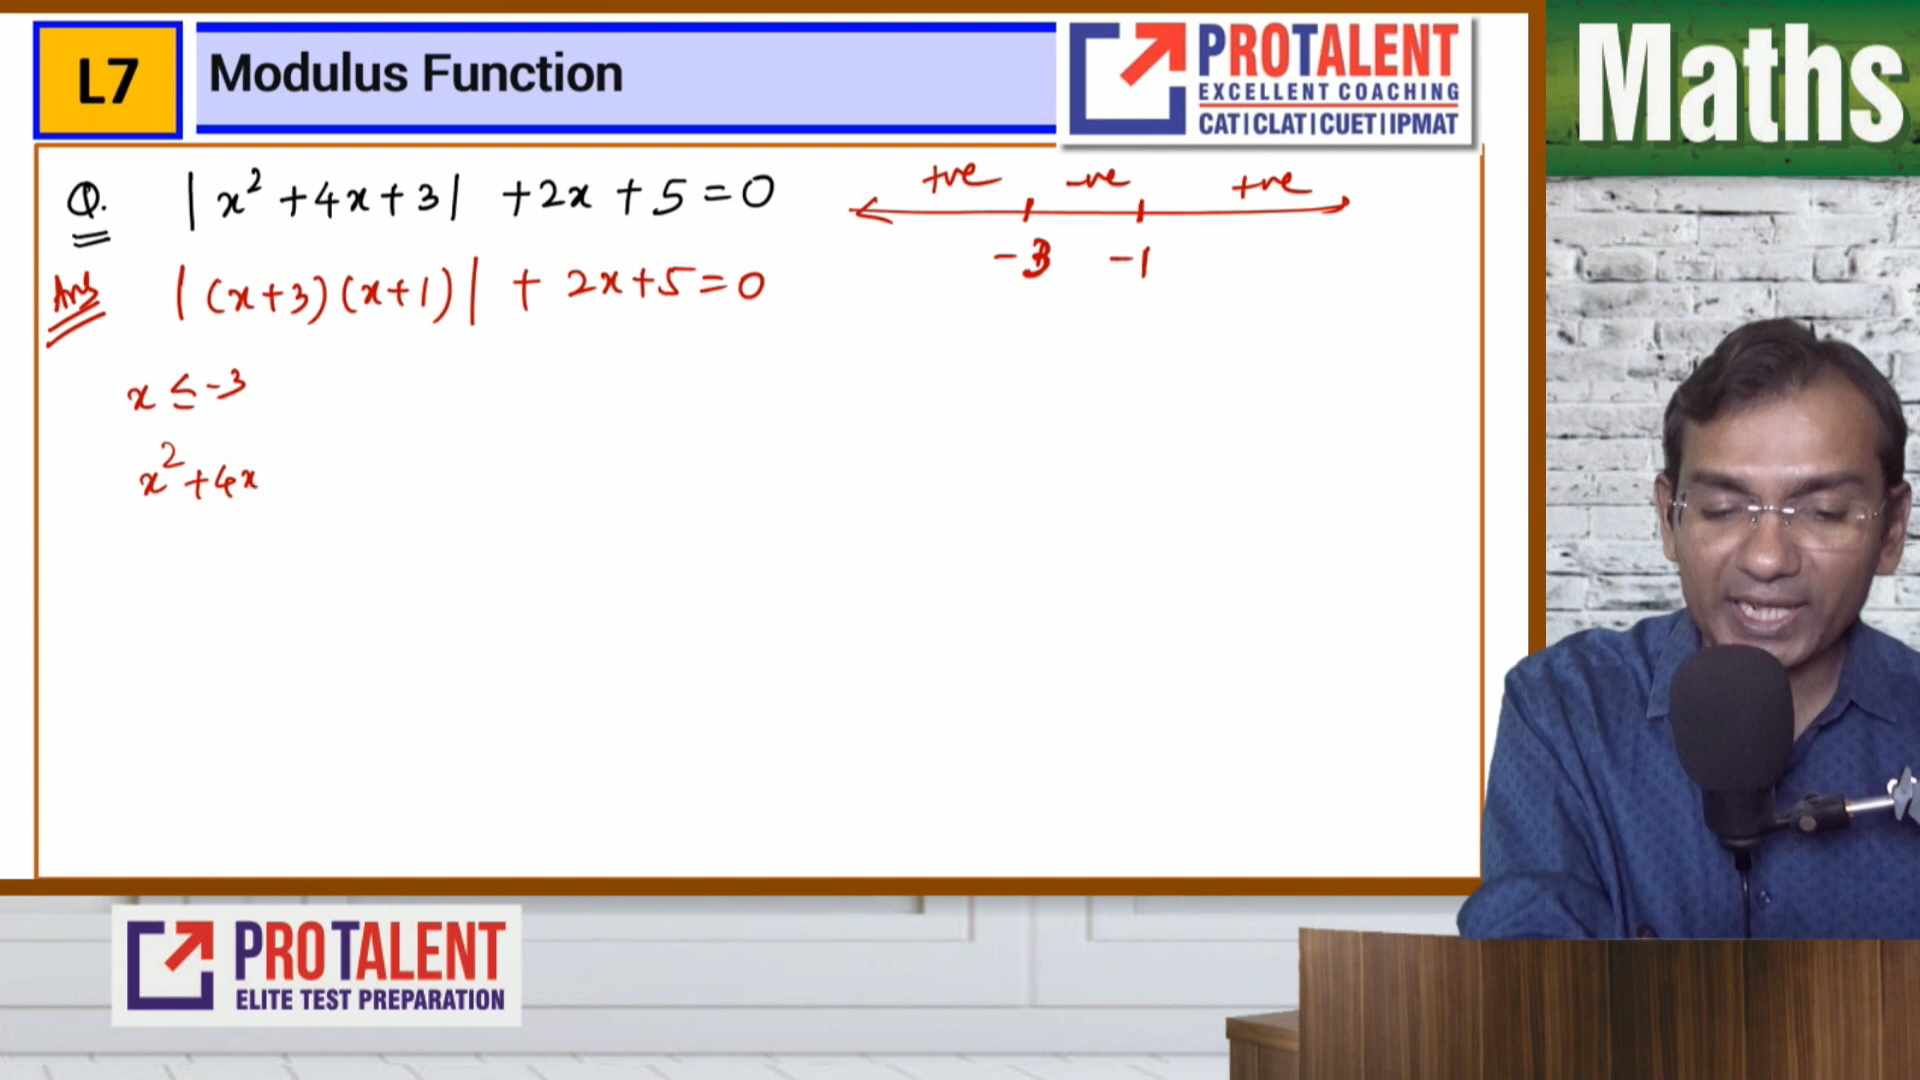 L7
Modulus Function
PROTALENT
EXCELLENT COACHING
CAT|CLAT|CUET|IPMAT
Maths
Q. |x² + 4x + 3| + 2x + 5 = 0
+ve -ve +ve
-3 -1
Ans |(x+3)(x+1)| + 2x+5 = 0
x ≤ -3
x² + 4x
PROTALENT
ELITE TEST PREPARATION